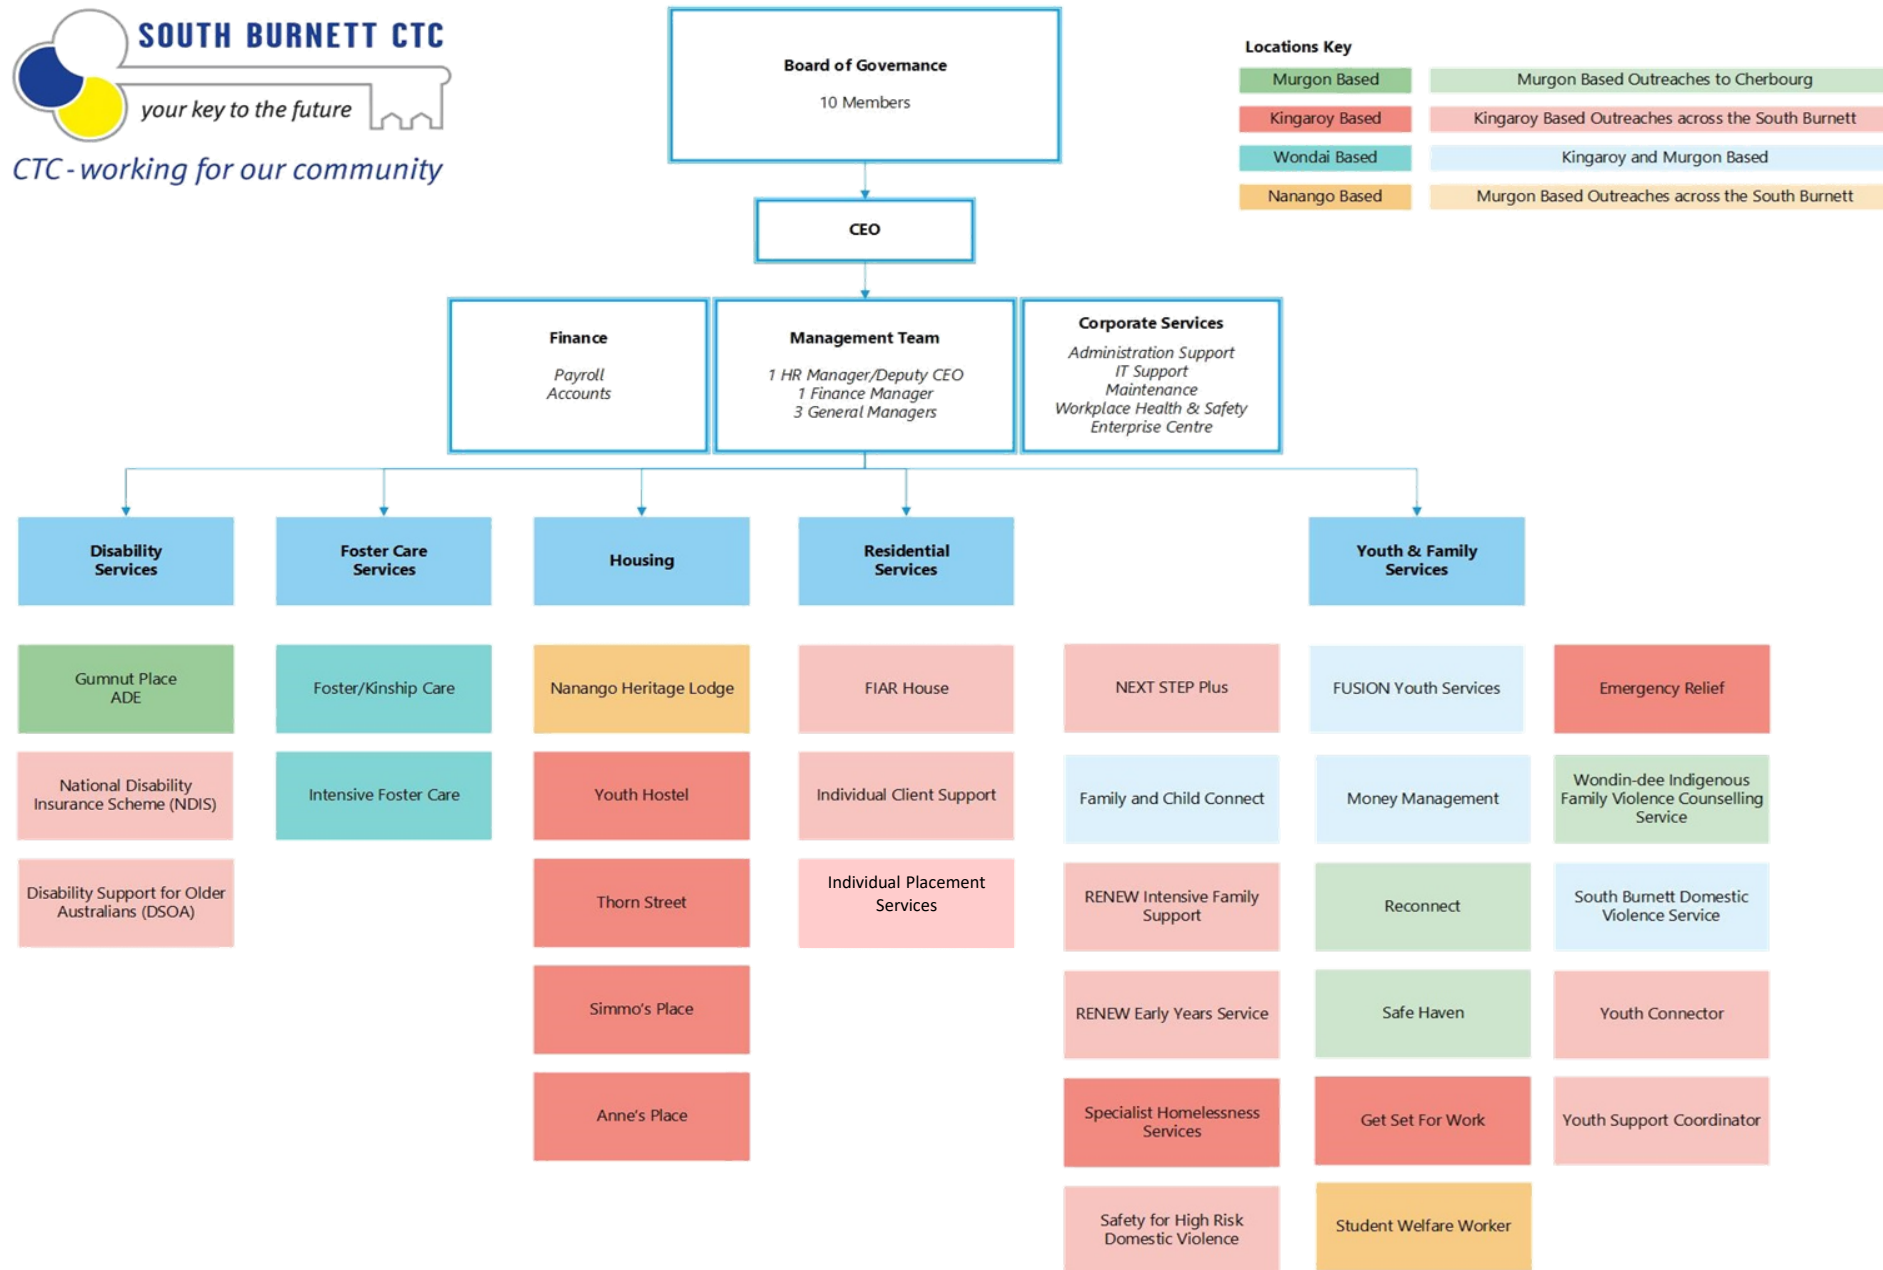 SOUTH BURNETT CTC
your key to the future
CTC - working for our community
Board of Governance
10 Members
Locations Key
Murgon Based
Murgon Based Outreaches to Cherbourg
Kingaroy Based
Kingaroy Based Outreaches across the South Burnett
Wondai Based
Kingaroy and Murgon Based
Nanango Based
Murgon Based Outreaches across the South Burnett
CEO
Finance
Payroll
Accounts
Management Team
1 HR Manager/Deputy CEO
1 Finance Manager
3 General Managers
Corporate Services
Administration Support
IT Support
Maintenance
Workplace Health & Safety
Enterprise Centre
Disability
Services
Foster Care
Services
Housing
Residential
Services
Youth & Family
Services
Gumnut Place
ADE
Foster/Kinship Care
Nanango Heritage Lodge
FIAR House
NEXT STEP Plus
FUSION Youth Services
Emergency Relief
National Disability
Insurance Scheme (NDIS)
Intensive Foster Care
Youth Hostel
Individual Client Support
Family and Child Connect
Money Management
Wondin-dee Indigenous
Family Violence Counselling
Service
Disability Support for Older
Australians (DSOA)
Thorn Street
Individual Placement
Services
RENEW Intensive Family
Support
Reconnect
South Burnett Domestic
Violence Service
Simmo's Place
RENEW Early Years Service
Safe Haven
Youth Connector
Anne's Place
Specialist Homelessness
Services
Get Set For Work
Youth Support Coordinator
Safety for High Risk
Domestic Violence
Student Welfare Worker